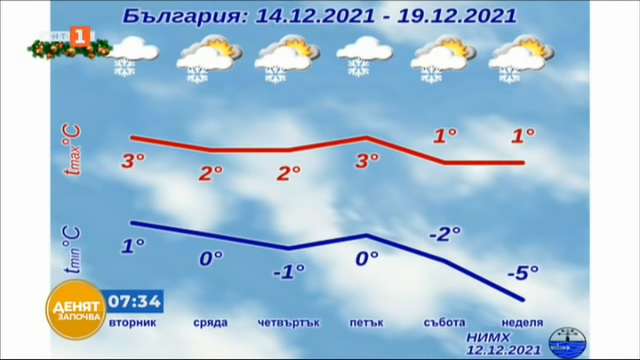 България: 14.12.2021 - 19.12.2021
БНТ 1
tmax°C
3° 2° 2° 3° 1° 1°
tmin°C
1° 0° -1° 0° -2° -5°
ДЕНЯТ
ЗАПОЧВА
07:34
вторник сряда четвъртък петък събота неделя
НИМХ
12.12.2021